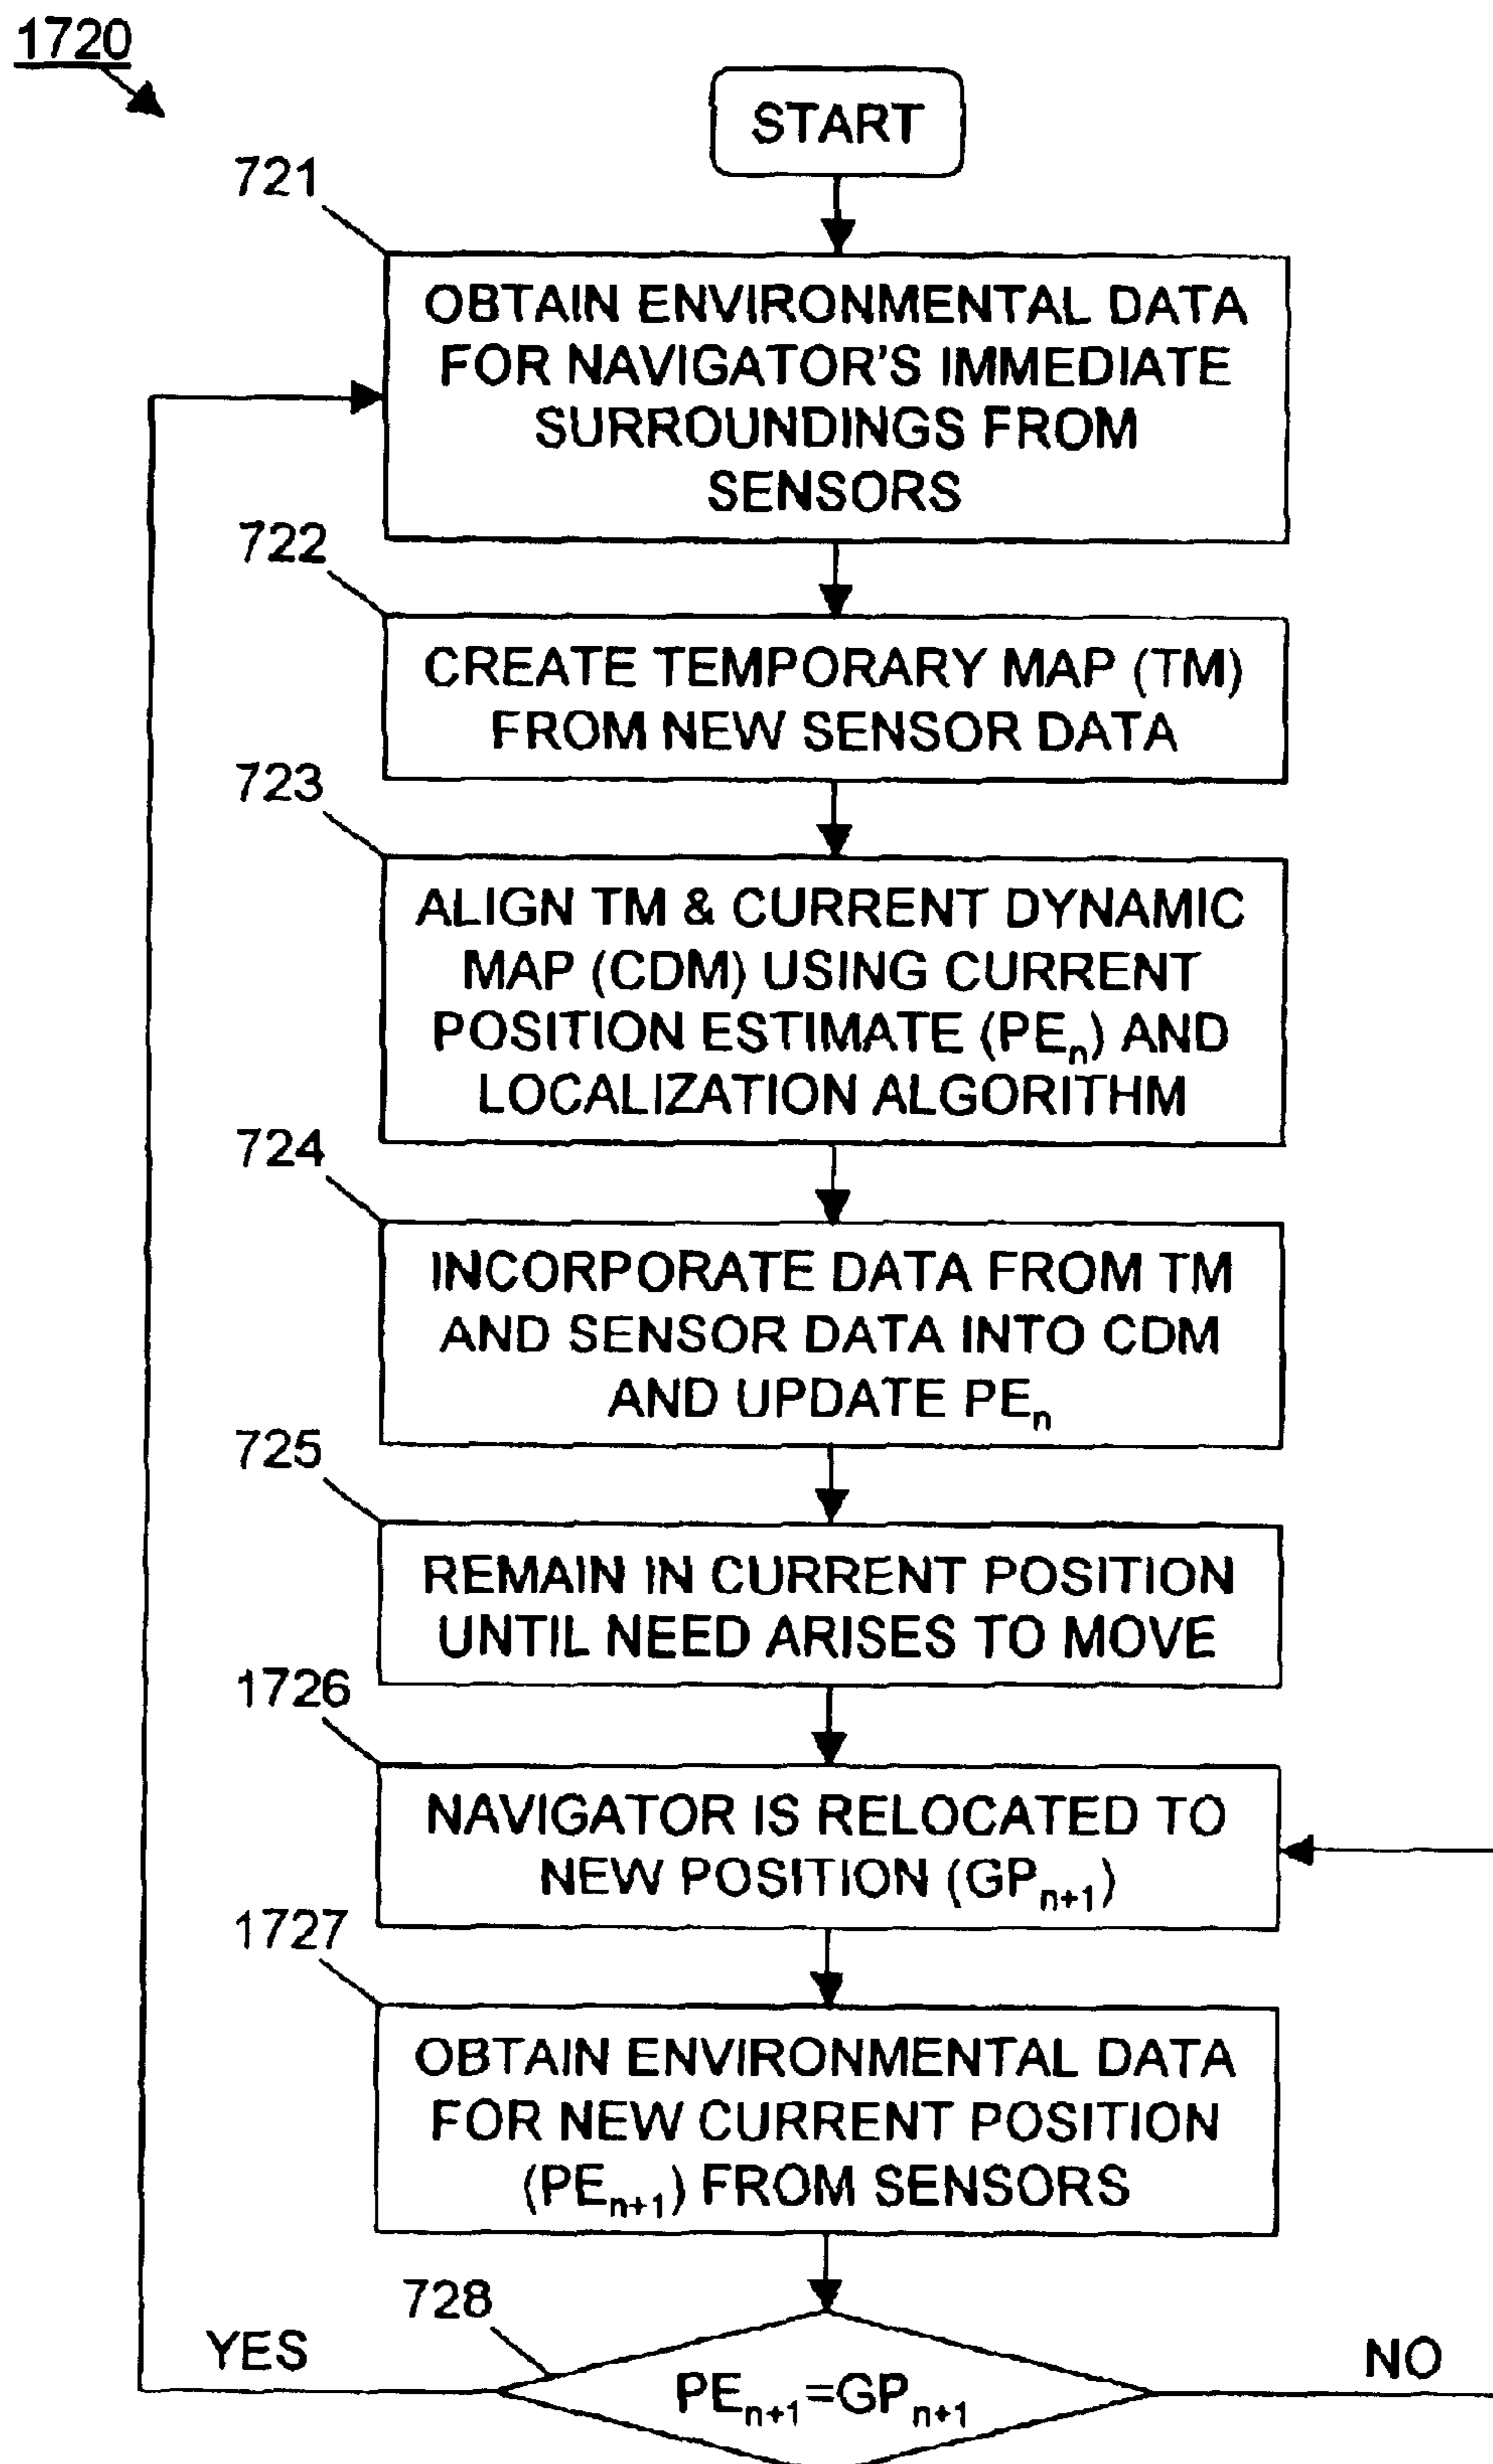 1720
START
721
OBTAIN ENVIRONMENTAL DATA
FOR NAVIGATOR'S IMMEDIATE
SURROUNDINGS FROM
SENSORS
722
CREATE TEMPORARY MAP (TM)
FROM NEW SENSOR DATA
723
ALIGN TM & CURRENT DYNAMIC
MAP (CDM) USING CURRENT
POSITION ESTIMATE (PEₙ) AND
LOCALIZATION ALGORITHM
724
INCORPORATE DATA FROM TM
AND SENSOR DATA INTO CDM
AND UPDATE PEₙ
725
REMAIN IN CURRENT POSITION
UNTIL NEED ARISES TO MOVE
1726
NAVIGATOR IS RELOCATED TO
NEW POSITION (GPₙ₊₁)
1727
OBTAIN ENVIRONMENTAL DATA
FOR NEW CURRENT POSITION
(PEₙ₊₁) FROM SENSORS
728
YES
PEₙ₊₁=GPₙ₊₁
NO